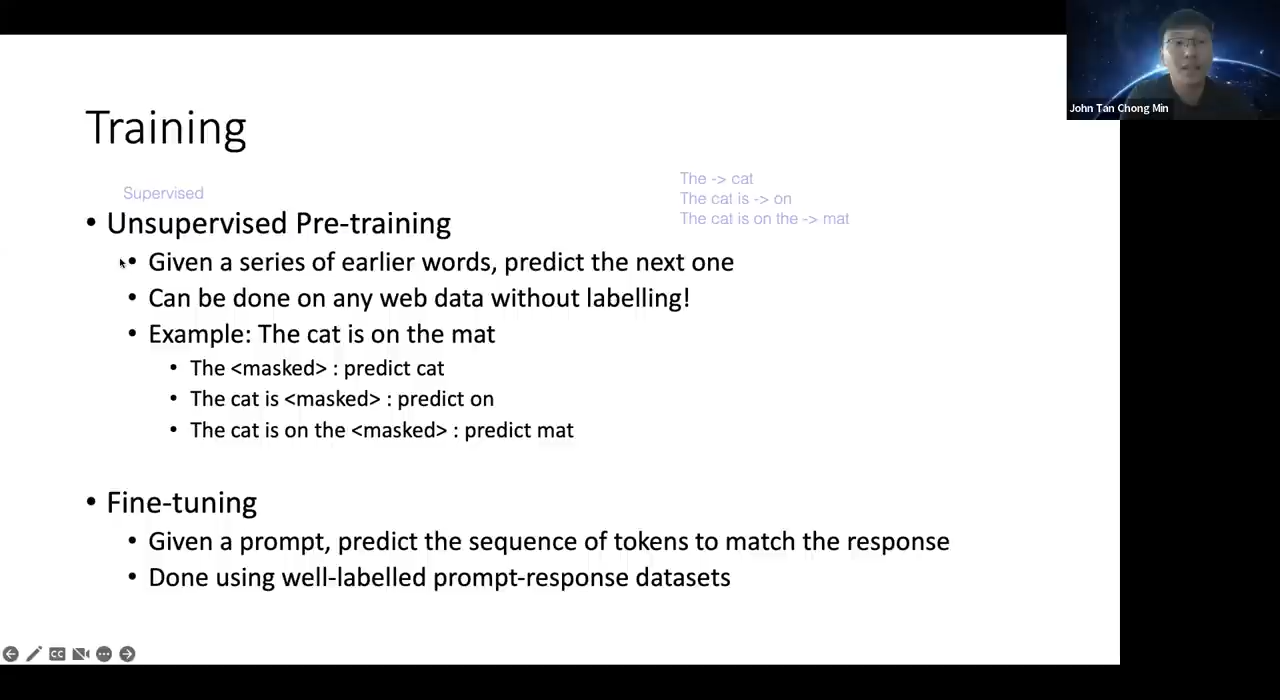 John Tan Chong Min
Training
Supervised
The -> cat
The cat is -> on
The cat is on the -> mat
• Unsupervised Pre-training
• Given a series of earlier words, predict the next one
• Can be done on any web data without labelling!
• Example: The cat is on the mat
• The <masked> : predict cat
• The cat is <masked> : predict on
• The cat is on the <masked> : predict mat
• Fine-tuning
• Given a prompt, predict the sequence of tokens to match the response
• Done using well-labelled prompt-response datasets
CC